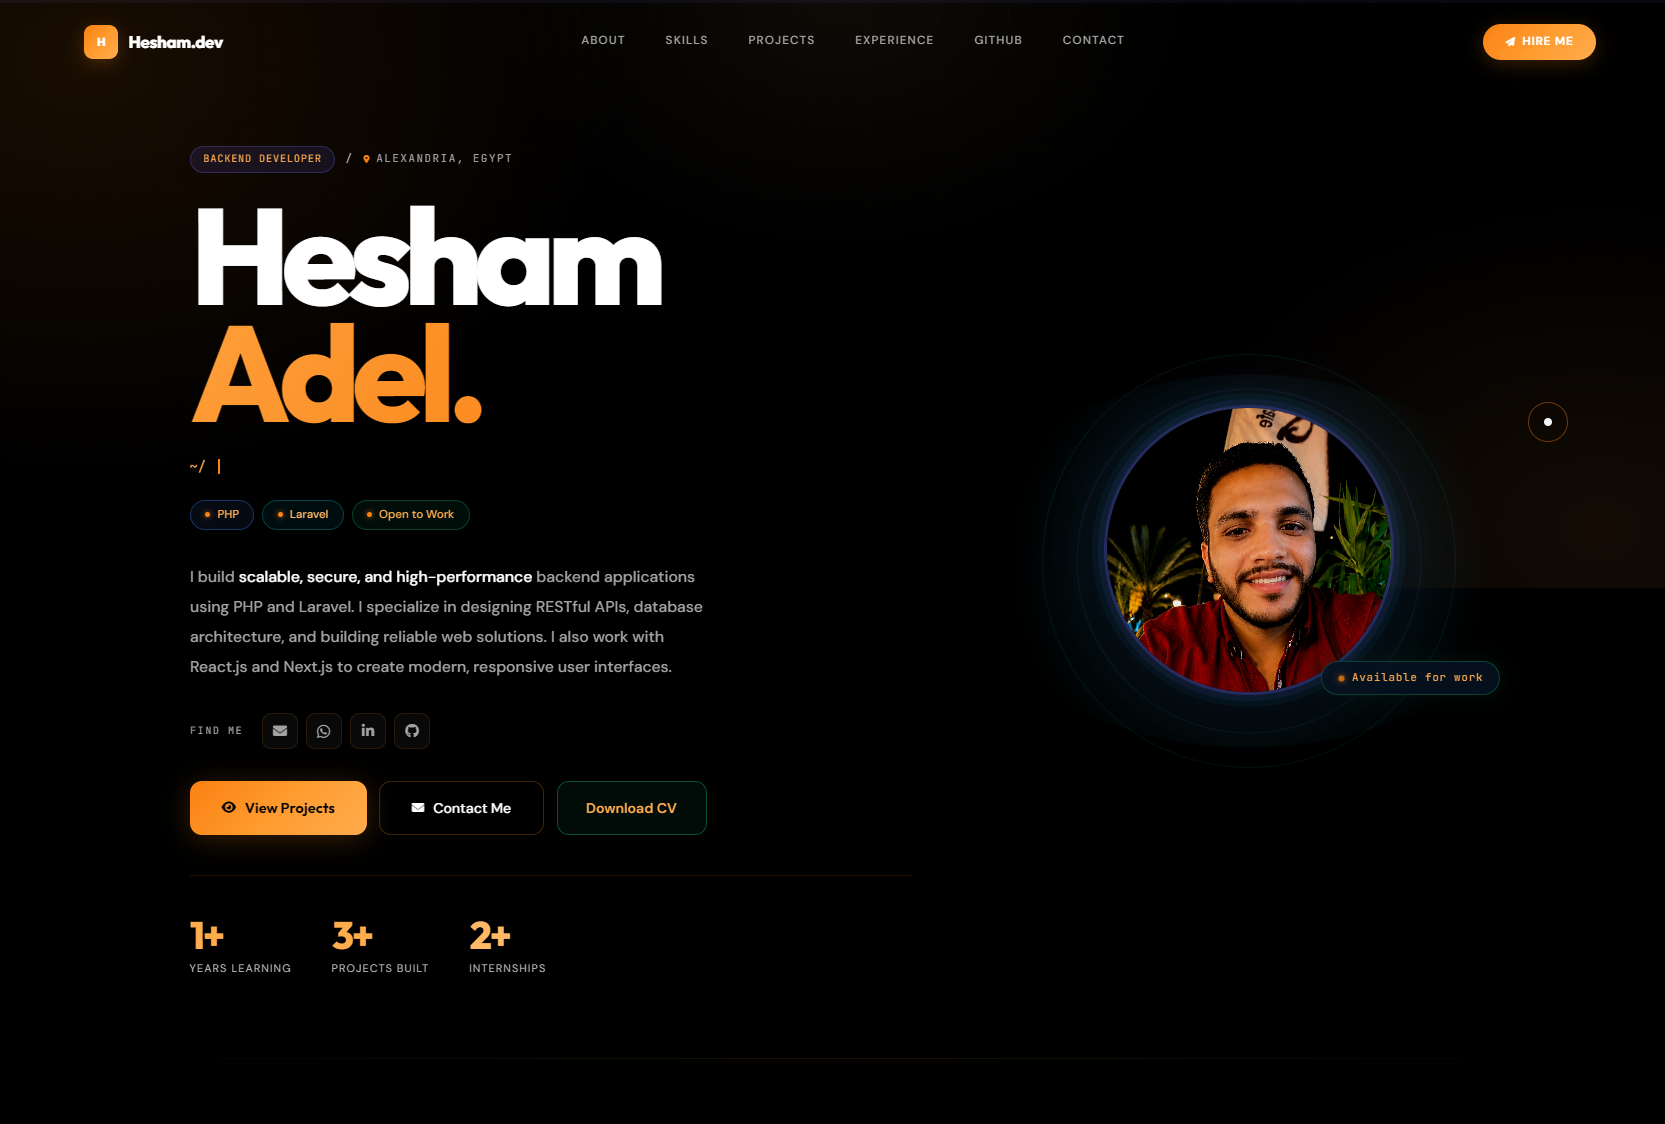 H Hesham.dev
ABOUT SKILLS PROJECTS EXPERIENCE GITHUB CONTACT
HIRE ME
BACKEND DEVELOPER / ALEXANDRIA, EGYPT
Hesham
Adel.
~/ |
PHP Laravel Open to Work
I build scalable, secure, and high-performance backend applications
using PHP and Laravel. I specialize in designing RESTful APIs, database
architecture, and building reliable web solutions. I also work with
React.js and Next.js to create modern, responsive user interfaces.
FIND ME
View Projects Contact Me Download CV
1+ 3+ 2+
YEARS LEARNING PROJECTS BUILT INTERNSHIPS
Available for work